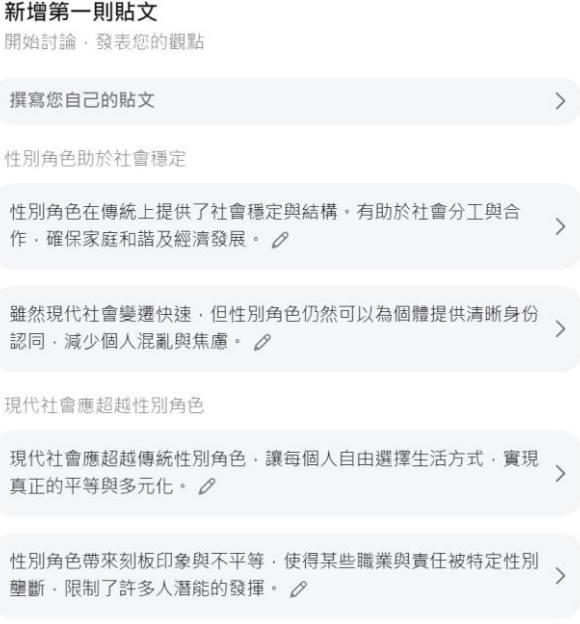 新增第一則貼文
開始討論，發表您的觀點
撰寫您自己的貼文
性別角色助於社會穩定
性別角色在傳統上提供了社會穩定與結構。有助於社會分工與合
作，確保家庭和諧及經濟發展。
雖然現代社會變遷快速，但性別角色仍然可以為個體提供清晰身份
認同，減少個人混亂與焦慮。
現代社會應超越性別角色
現代社會應超越傳統性別角色，讓每個人自由選擇生活方式，實現
真正的平等與多元化。
性別角色帶來刻板印象與不平等，使得某些職業與責任被特定性別
壟斷，限制了許多人潛能的發揮。